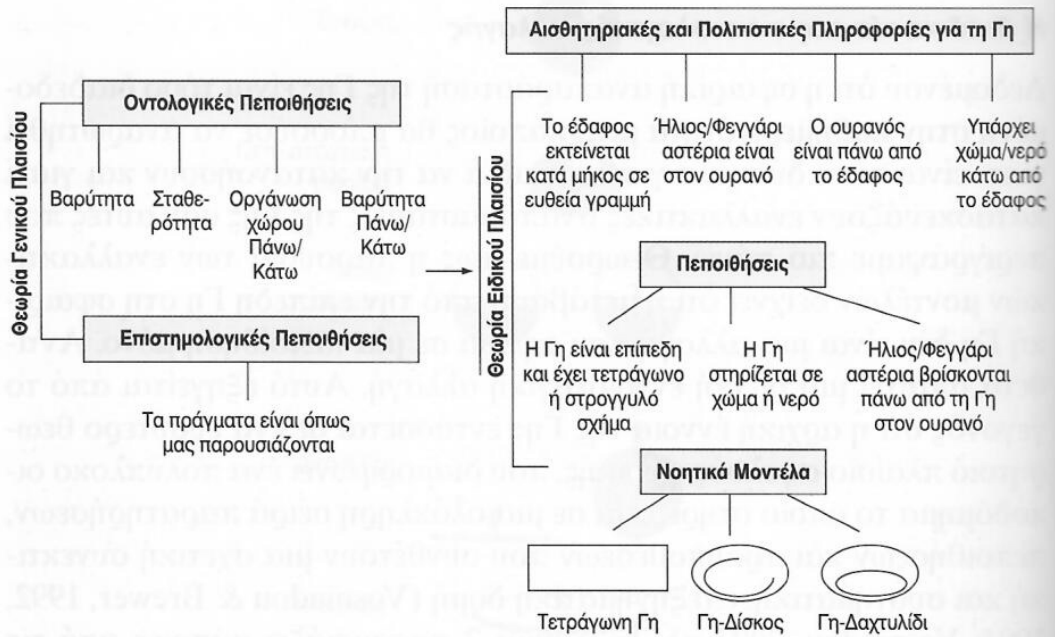 Αισθητηριακές και Πολιτιστικές Πληροφορίες για τη Γη
Οντολογικές Πεποιθήσεις
Θεωρία Γενικού Πλαισίου
Βαρύτητα
Σταθε-
ρότητα
Οργάνωση
χώρου
Πάνω/
Κάτω
Βαρύτητα
Πάνω/
Κάτω
Επιστημολογικές Πεποιθήσεις
Τα πράγματα είναι όπως
μας παρουσιάζονται
Θεωρία Ειδικού Πλαισίου
Το έδαφος
εκτείνεται
κατά μήκος σε
ευθεία γραμμή
Ήλιος/Φεγγάρι
αστέρια είναι
στον ουρανό
Ο ουρανός
είναι πάνω από
το έδαφος
Υπάρχει
χώμα/νερό
κάτω από
το έδαφος
Πεποιθήσεις
Η Γη είναι επίπεδη
και έχει τετράγωνο
ή στρογγυλό
σχήμα
Η Γη
στηρίζεται σε
χώμα ή νερό
Ήλιος/Φεγγάρι
αστέρια βρίσκονται
πάνω από τη Γη
στον ουρανό
Νοητικά Μοντέλα
Τετράγωνη Γη
Γη-Δίσκος
Γη-Δαχτυλίδι